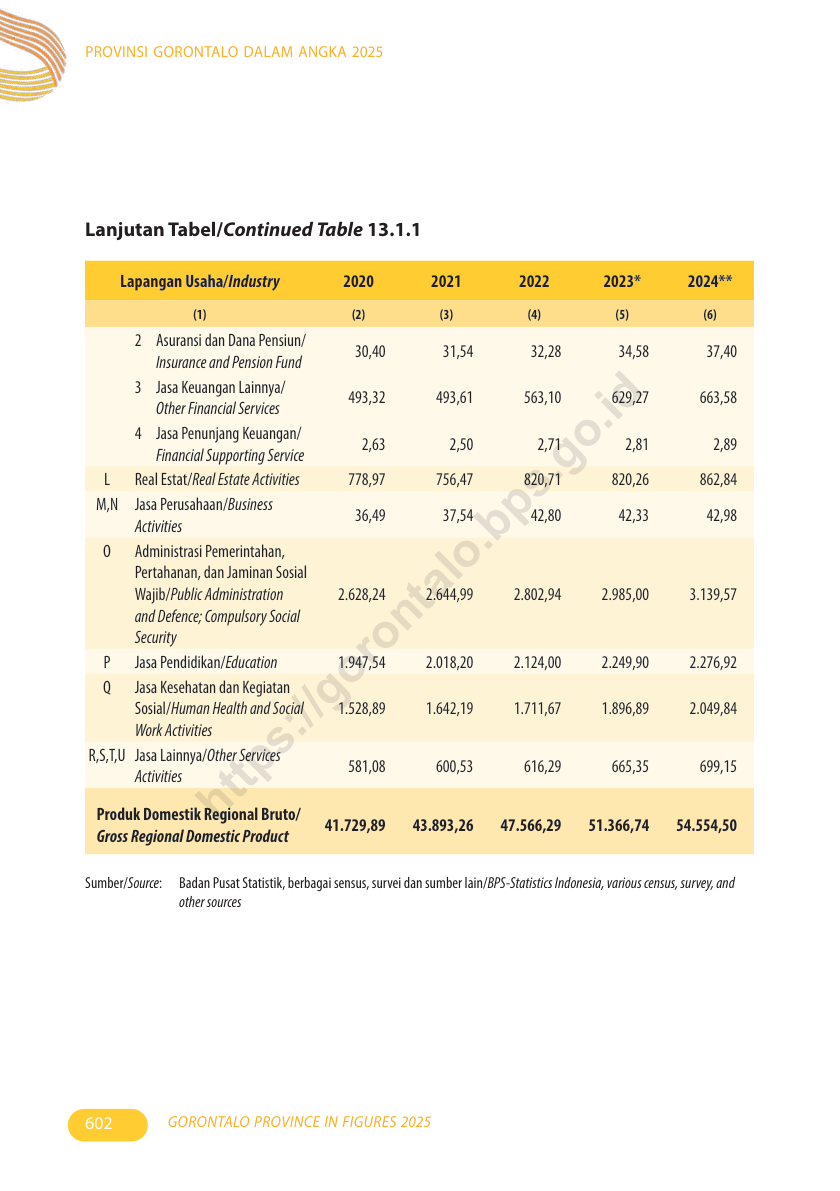 PROVINSI GORONTALO DALAM ANGKA 2025
Lanjutan Tabel/Continued Table 13.1.1
Lapangan Usaha/Industry 2020 2021 2022 2023* 2024**
(1) (2) (3) (4) (5) (6)
2 Asuransi dan Dana Pensiun/
Insurance and Pension Fund 30,40 31,54 32,28 34,58 37,40
3 Jasa Keuangan Lainnya/
Other Financial Services 493,32 493,61 563,10 629,27 663,58
4 Jasa Penunjang Keuangan/
Financial Supporting Service 2,63 2,50 2,71 2,81 2,89
L Real Estat/Real Estate Activities 778,97 756,47 820,71 820,26 862,84
M,N Jasa Perusahaan/Business
Activities 36,49 37,54 42,80 42,33 42,98
O Administrasi Pemerintahan,
Pertahanan, dan Jaminan Sosial
Wajib/Public Administration 2.628,24 2.644,99 2.802,94 2.985,00 3.139,57
and Defence; Compulsory Social
Security
P Jasa Pendidikan/Education 1.947,54 2.018,20 2.124,00 2.249,90 2.276,92
Q Jasa Kesehatan dan Kegiatan
Sosial/Human Health and Social 1.528,89 1.642,19 1.711,67 1.896,89 2.049,84
Work Activities
R,S,T,U Jasa Lainnya/Other Services
Activities 581,08 600,53 616,29 665,35 699,15
Produk Domestik Regional Bruto/
Gross Regional Domestic Product 41.729,89 43.893,26 47.566,29 51.366,74 54.554,50
Sumber/Source: Badan Pusat Statistik, berbagai sensus, survei dan sumber lain/BPS-Statistics Indonesia, various census, survey, and
other sources
https://gorontalo.bps.go.id
602 GORONTALO PROVINCE IN FIGURES 2025